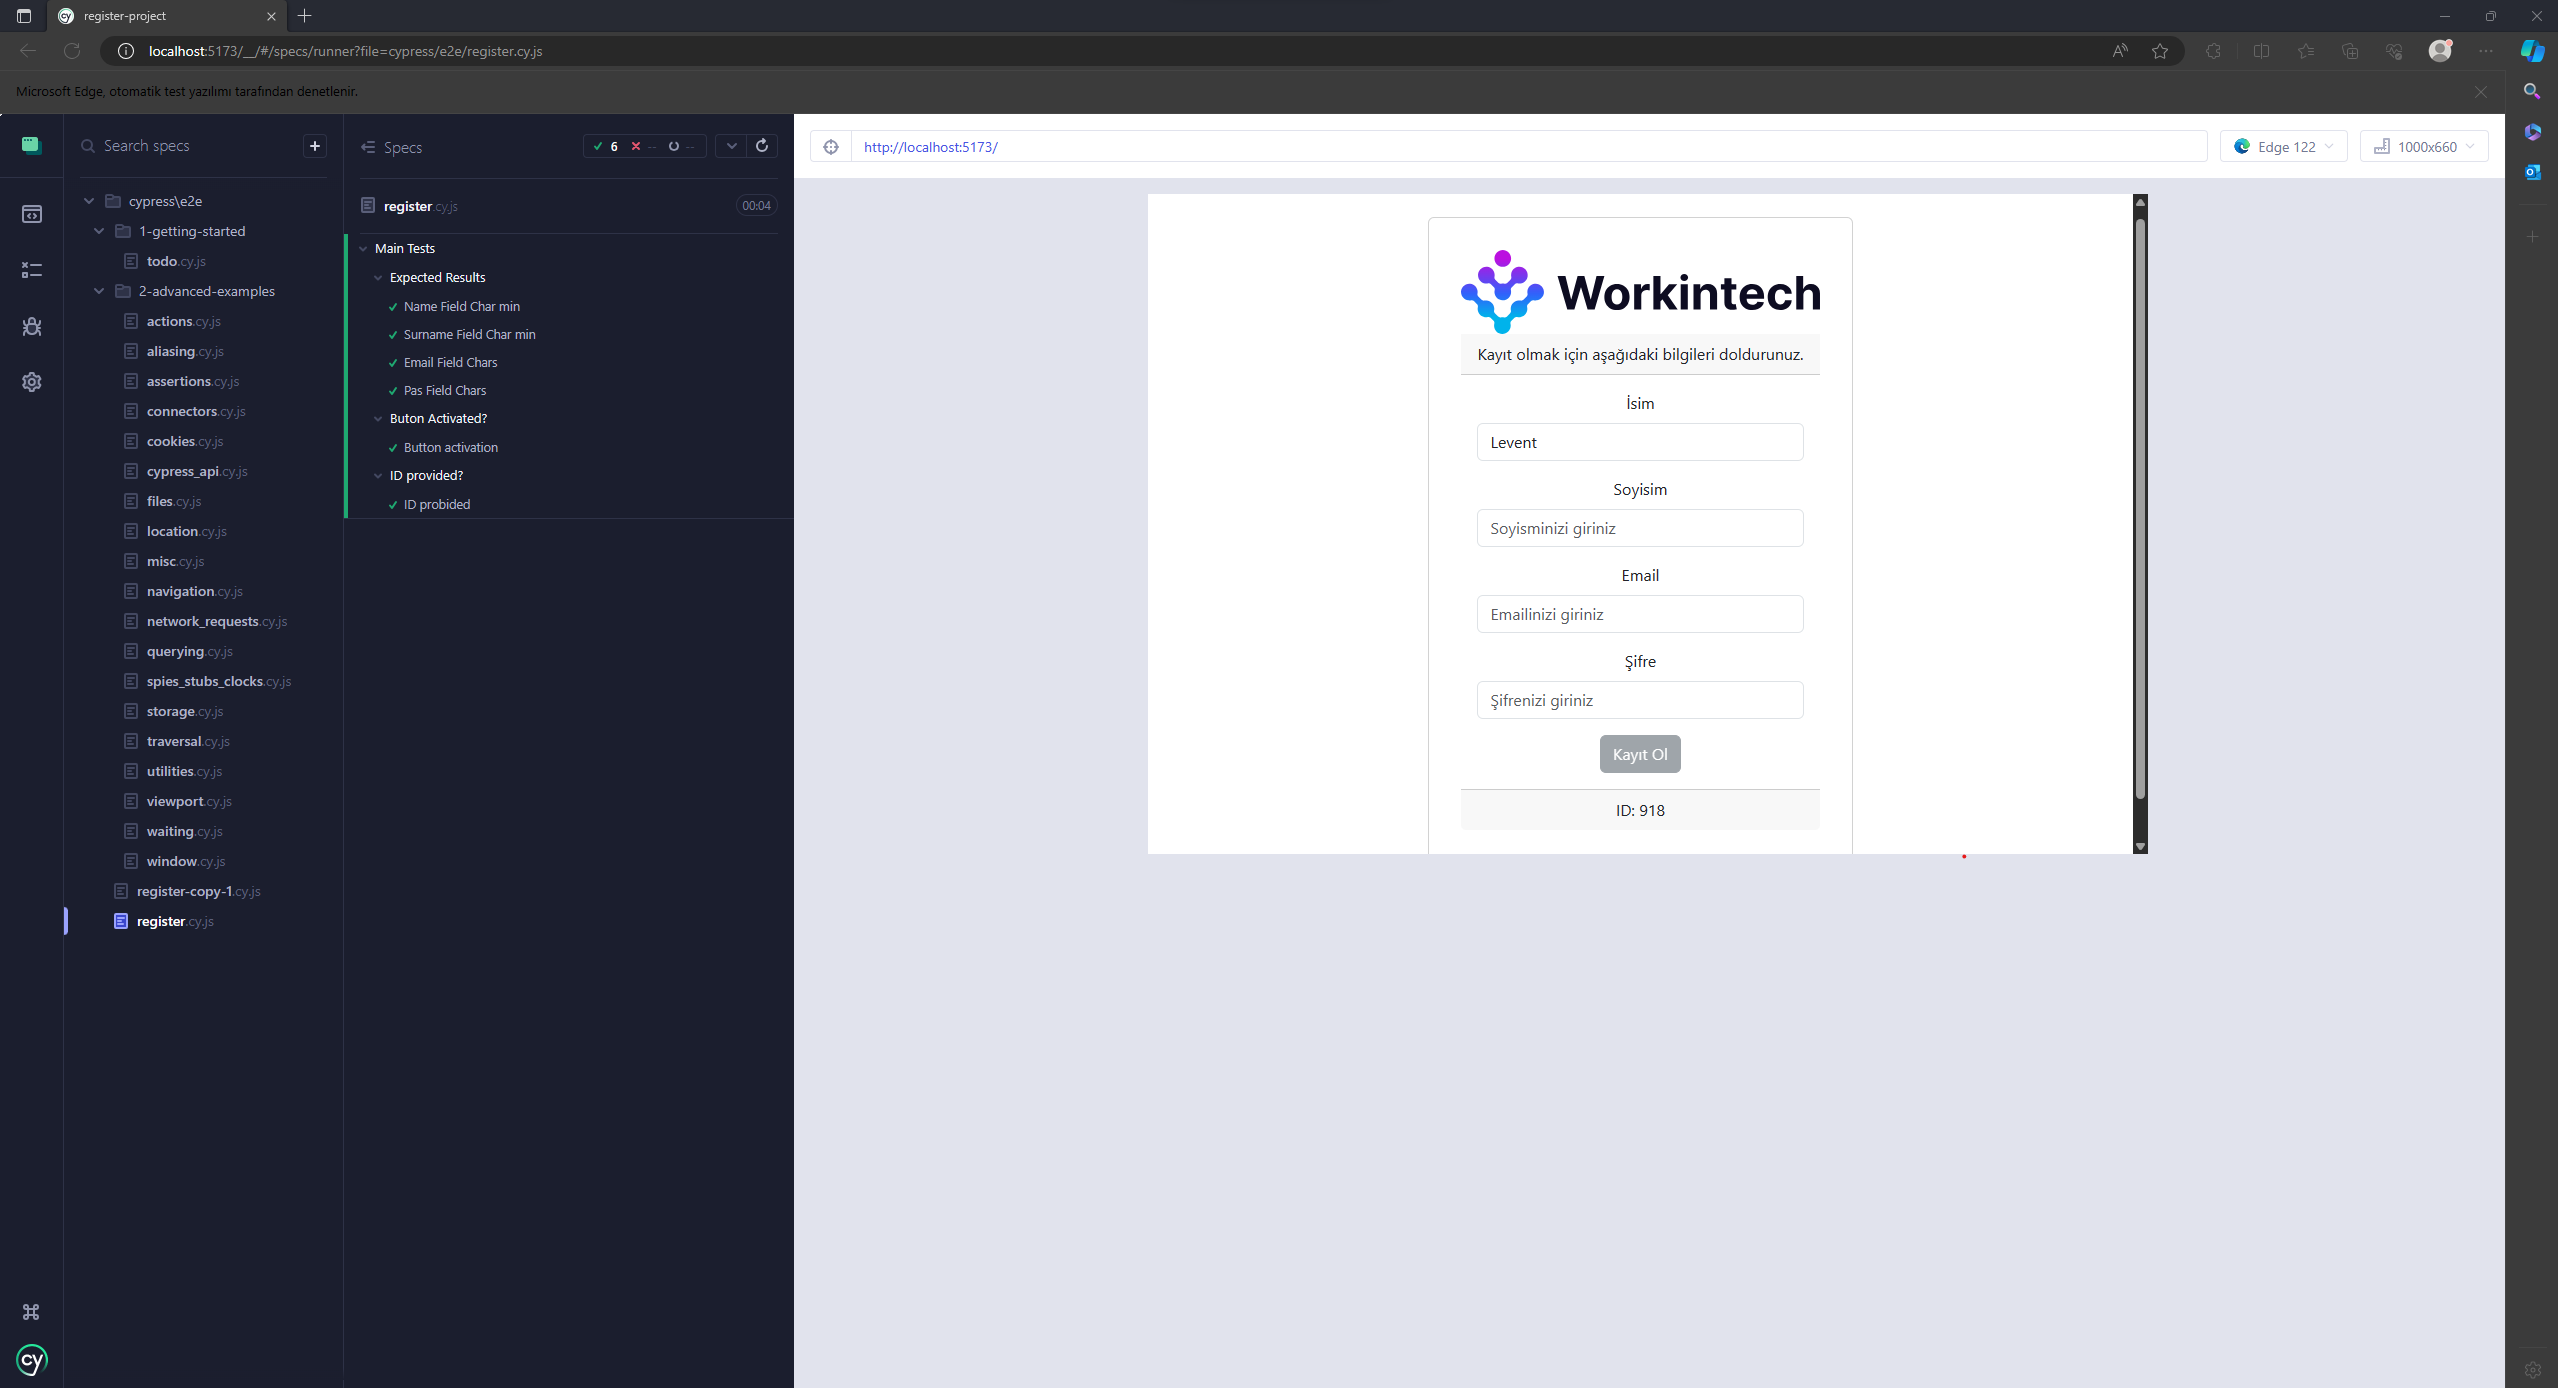 register-project
localhost:5173/__/#/specs/runner?file=cypress/e2e/register.cy.js
Microsoft Edge, otomatik test yazılımı tarafından denetlenir.
Search specs
cypress\e2e
1-getting-started
todo.cy.js
2-advanced-examples
actions.cy.js
aliasing.cy.js
assertions.cy.js
connectors.cy.js
cookies.cy.js
cypress_api.cy.js
files.cy.js
location.cy.js
misc.cy.js
navigation.cy.js
network_requests.cy.js
querying.cy.js
spies_stubs_clocks.cy.js
storage.cy.js
traversal.cy.js
utilities.cy.js
viewport.cy.js
waiting.cy.js
window.cy.js
register-copy-1.cy.js
register.cy.js
cy
Specs
6 -- --
register.cy.js 00:04
Main Tests
Expected Results
Name Field Char min
Surname Field Char min
Email Field Chars
Pas Field Chars
Buton Activated?
Button activation
ID provided?
ID probided
http://localhost:5173/
Edge 122
1000x660
Workintech
Kayıt olmak için aşağıdaki bilgileri doldurunuz.
İsim
Levent
Soyisim
Soyisminizi giriniz
Email
Emailinizi giriniz
Şifre
Şifrenizi giriniz
Kayıt Ol
ID: 918